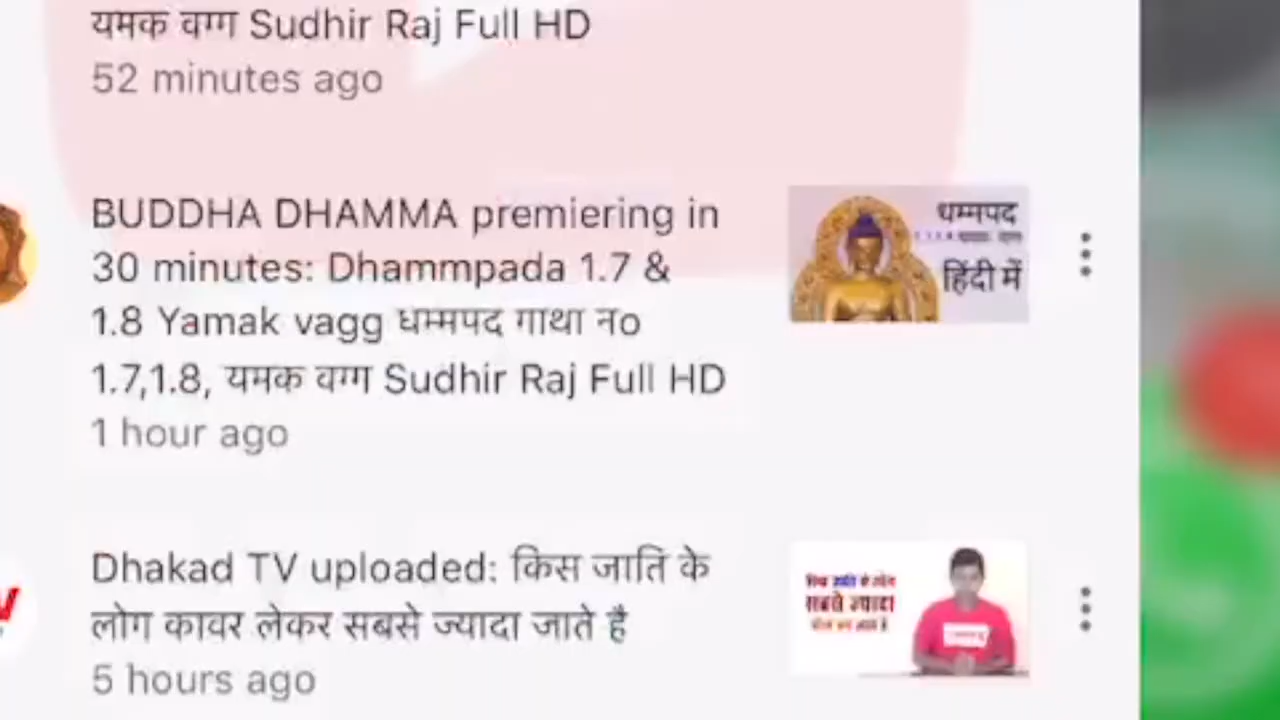 यमक वग्ग Sudhir Raj Full HD
52 minutes ago
BUDDHA DHAMMA premiering in
30 minutes: Dhammpada 1.7 &
1.8 Yamak vagg धम्मपद गाथा नo
1.7,1.8, यमक वग्ग Sudhir Raj Full HD
1 hour ago
धम्मपद
हिंदी में
Dhakad TV uploaded: किस जाति के
लोग कावर लेकर सबसे ज्यादा जाते है
5 hours ago
किस जाति के लोग
सबसे ज्यादा